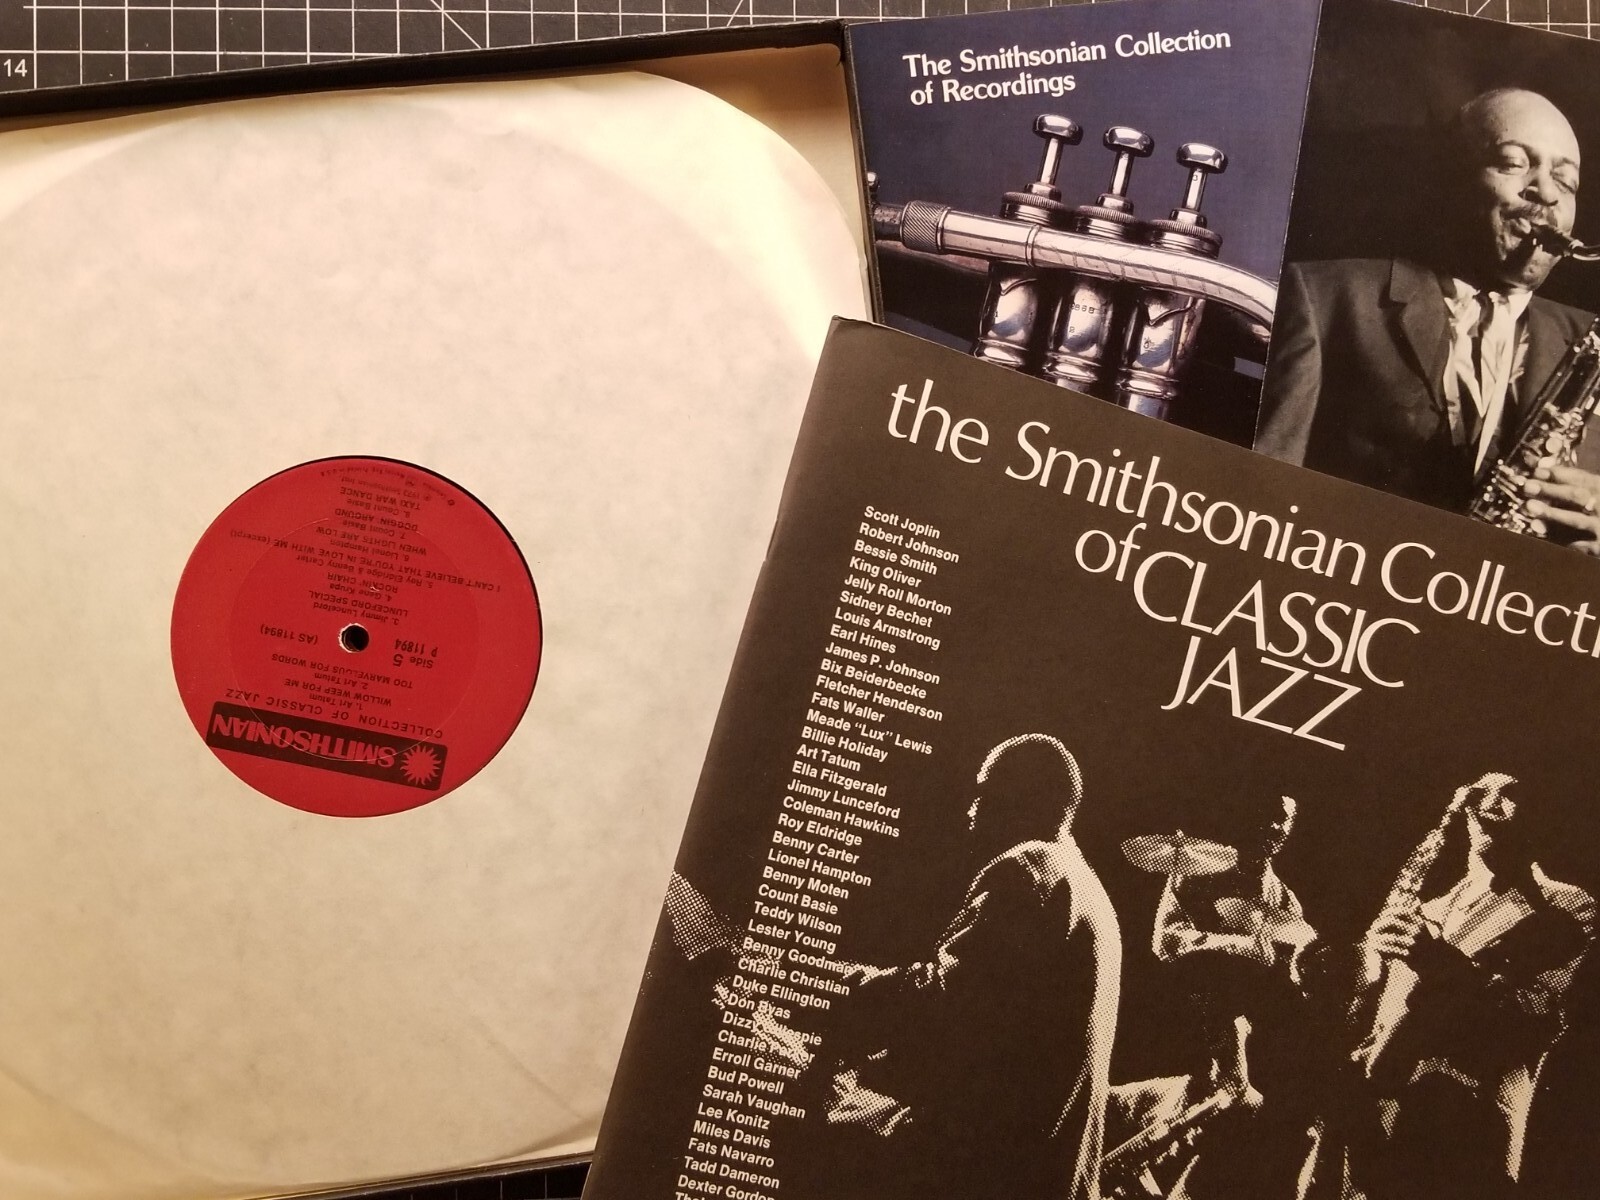 14
The Smithsonian Collection
of Recordings
the Smithsonian Collecti
of CLASSIC
JAZZ
Scott Joplin
Robert Johnson
Bessie Smith
King Oliver
Jelly Roll Morton
Sidney Bechet
Louis Armstrong
Earl Hines
James P. Johnson
Bix Beiderbecke
Fletcher Henderson
Fats Waller
Meade “Lux” Lewis
Billie Holiday
Art Tatum
Ella Fitzgerald
Jimmy Lunceford
Coleman Hawkins
Roy Eldridge
Benny Carter
Lionel Hampton
Benny Moten
Count Basie
Teddy Wilson
Lester Young
Benny Goodman
Charlie Christian
Duke Ellington
Don Byas
Dizzy Gillespie
Charlie Parker
Erroll Garner
Bud Powell
Sarah Vaughan
Lee Konitz
Miles Davis
Fats Navarro
Tadd Dameron
Dexter Gordon
SMITHSONIAN
COLLECTION OF CLASSIC JAZZ
1. Art Tatum
WILLOW WEEP FOR ME
2. Art Tatum
TOO MARVELOUS FOR WORDS
Side 5
P 11894 (AS 11894)
3. Jimmy Lunceford
LUNCEFORD SPECIAL
4. Gene Krupa
ROCKIN' CHAIR
5. Roy Eldridge & Benny Carter
I CAN'T BELIEVE THAT YOU'RE IN LOVE WITH ME (excerpt)
6. Lionel Hampton
WHEN LIGHTS ARE LOW
7. Count Basie
DOGGIN' AROUND
8. Count Basie
TAXI WAR DANCE